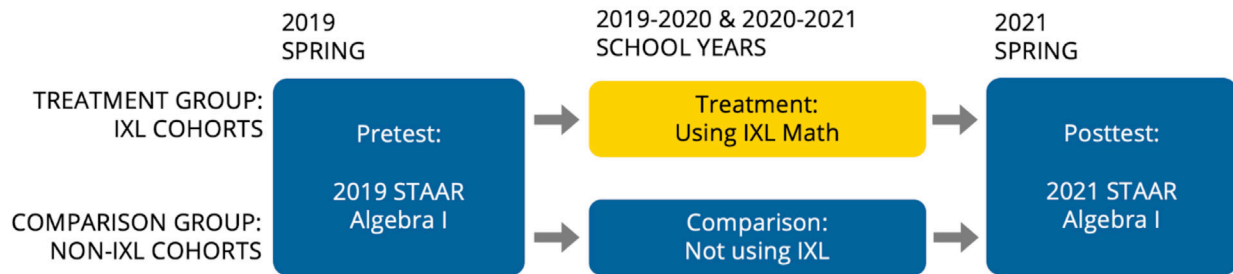 2019
SPRING
2019-2020 & 2020-2021
SCHOOL YEARS
2021
SPRING
TREATMENT GROUP:
IXL COHORTS
Pretest:
2019 STAAR
Algebra I
Treatment:
Using IXL Math
Posttest:
2021 STAAR
Algebra I
COMPARISON GROUP:
NON-IXL COHORTS
Comparison:
Not using IXL